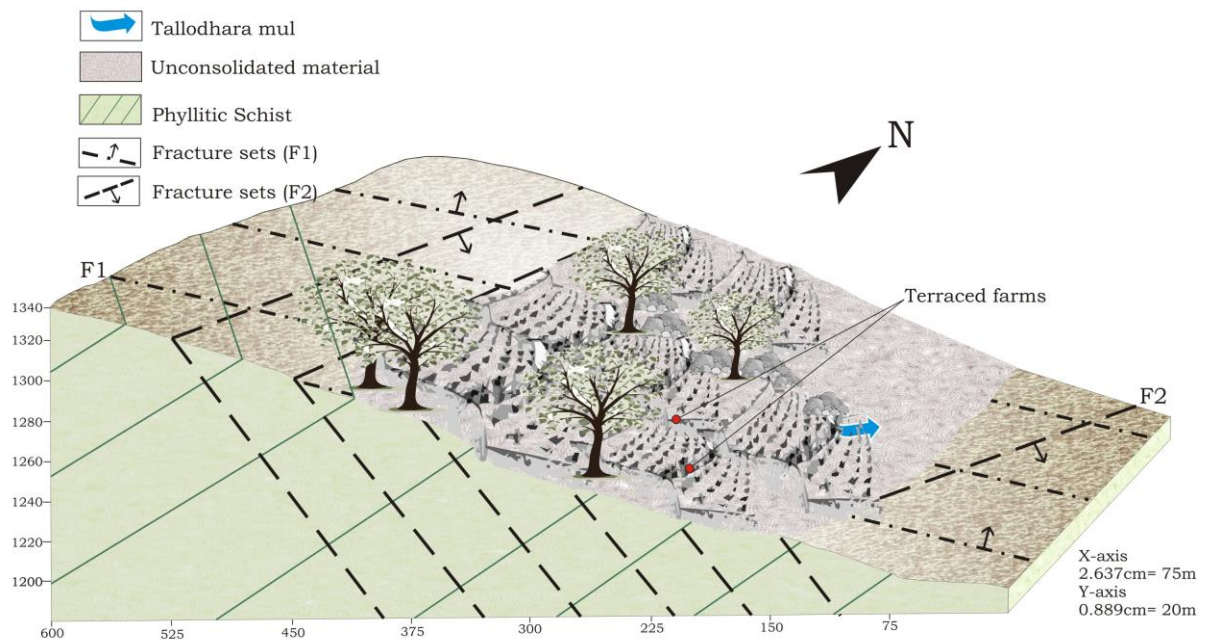 Tallodhara mul
Unconsolidated material
Phyllitic Schist
Fracture sets (F1)
Fracture sets (F2)
N
F1
Terraced farms
F2
1340
1320
1300
1280
1260
1240
1220
1200
600 525 450 375 300 225 150 75
X-axis
2.637cm= 75m
Y-axis
0.889cm= 20m